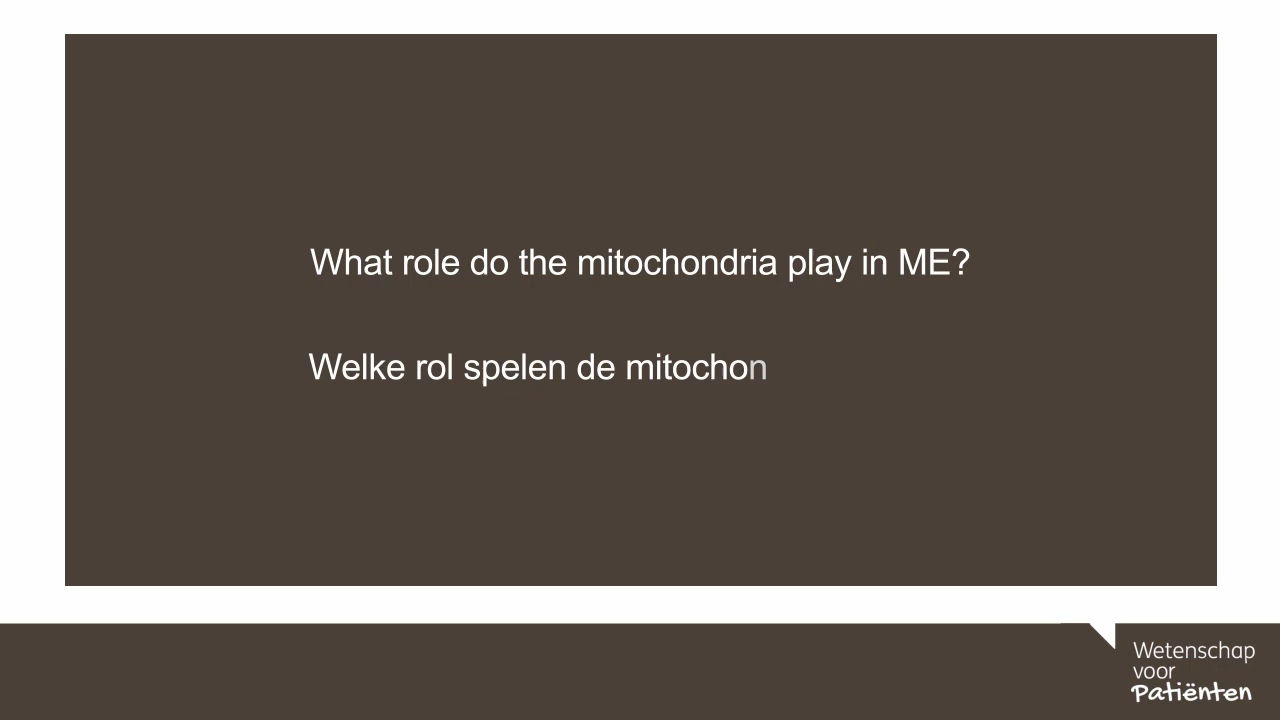 What role do the mitochondria play in ME?
Welke rol spelen de mitochon
Wetenschap
voor
Patiënten